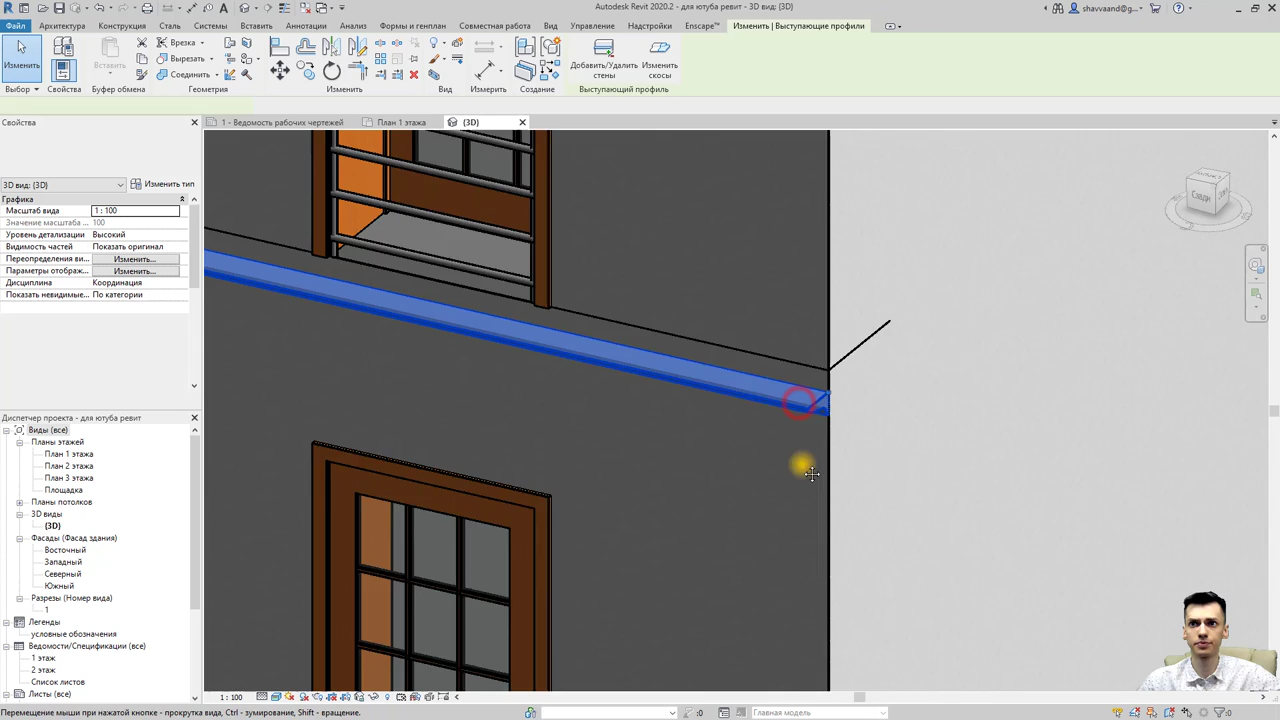 Autodesk Revit 2020.2 - для ютуба ревит - 3D вид: {3D}
shavvaand@g...
Файл Архитектура Конструкция Сталь Системы Вставить Аннотации Анализ Формы и генплан Совместная работа Вид Управление Надстройки Enscape™ Изменить | Выступающие профили
Врезка
Вырезать
Соединить
Изменить Вставить
Добавить/Удалить стены
Изменить скосы
Выбор Свойства Буфер обмена Геометрия Изменить Вид Измерить Создание Выступающий профиль
Свойства
1 - Ведомость рабочих чертежей План 1 этажа {3D}
3D вид: {3D} Изменить тип
Графика
Масштаб вида 1 : 100
Значение масштаба ... 100
Уровень детализации Высокий
Видимость частей Показать оригинал
Переопределения ви... Изменить...
Параметры отображ... Изменить...
Дисциплина Координация
Показать невидимые... По категории
Диспетчер проекта - для ютуба ревит
Виды (все)
Планы этажей
План 1 этажа
План 2 этажа
План 3 этажа
Площадка
Планы потолков
3D виды
{3D}
Фасады (Фасад здания)
Восточный
Западный
Северный
Южный
Разрезы (Номер вида)
1
Легенды
условные обозначения
Ведомости/Спецификации (все)
1 этаж
2 этаж
Список листов
Листы (все)
1 : 100
Перемещение мыши при нажатой кнопке - прокрутка вида, Ctrl - зумирование, Shift - вращение.
:0 Главная модель :0